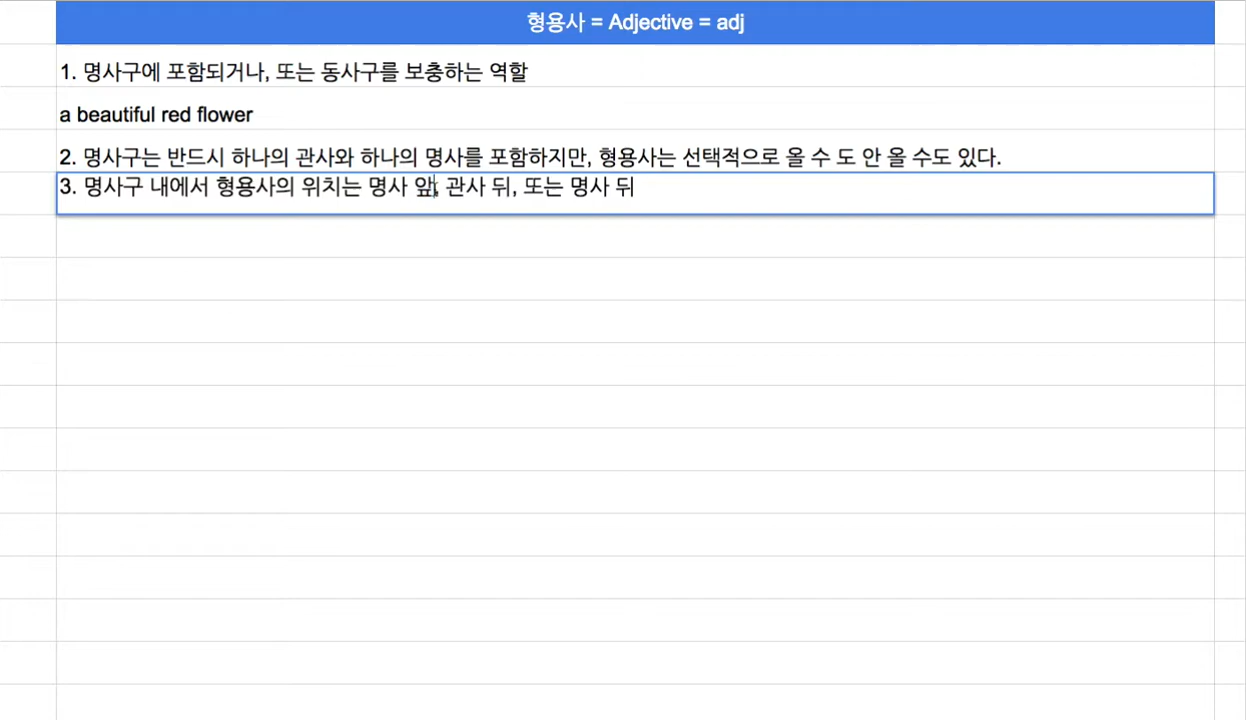 형용사 = Adjective = adj
1. 명사구에 포함되거나, 또는 동사구를 보충하는 역할
a beautiful red flower
2. 명사구는 반드시 하나의 관사와 하나의 명사를 포함하지만, 형용사는 선택적으로 올 수 도 안 올 수도 있다.
3. 명사구 내에서 형용사의 위치는 명사 앞, 관사 뒤, 또는 명사 뒤